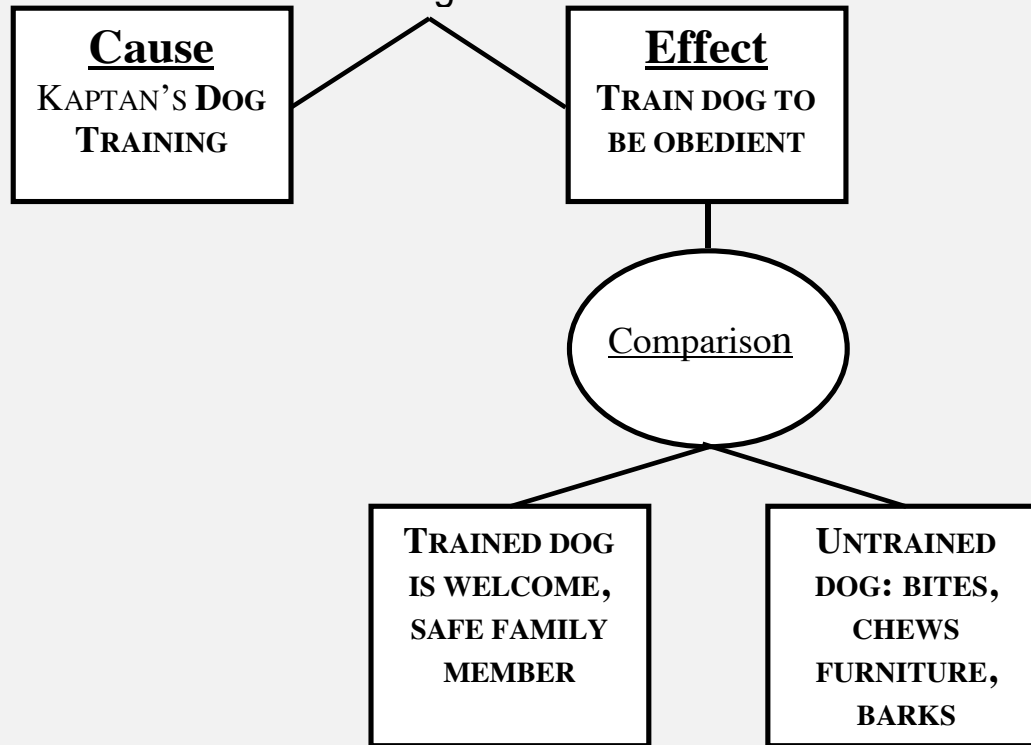 Cause
KAPTAN'S DOG
TRAINING
Effect
TRAIN DOG TO
BE OBEDIENT
Comparison
TRAINED DOG
IS WELCOME,
SAFE FAMILY
MEMBER
UNTRAINED
DOG: BITES,
CHEWS
FURNITURE,
BARKS